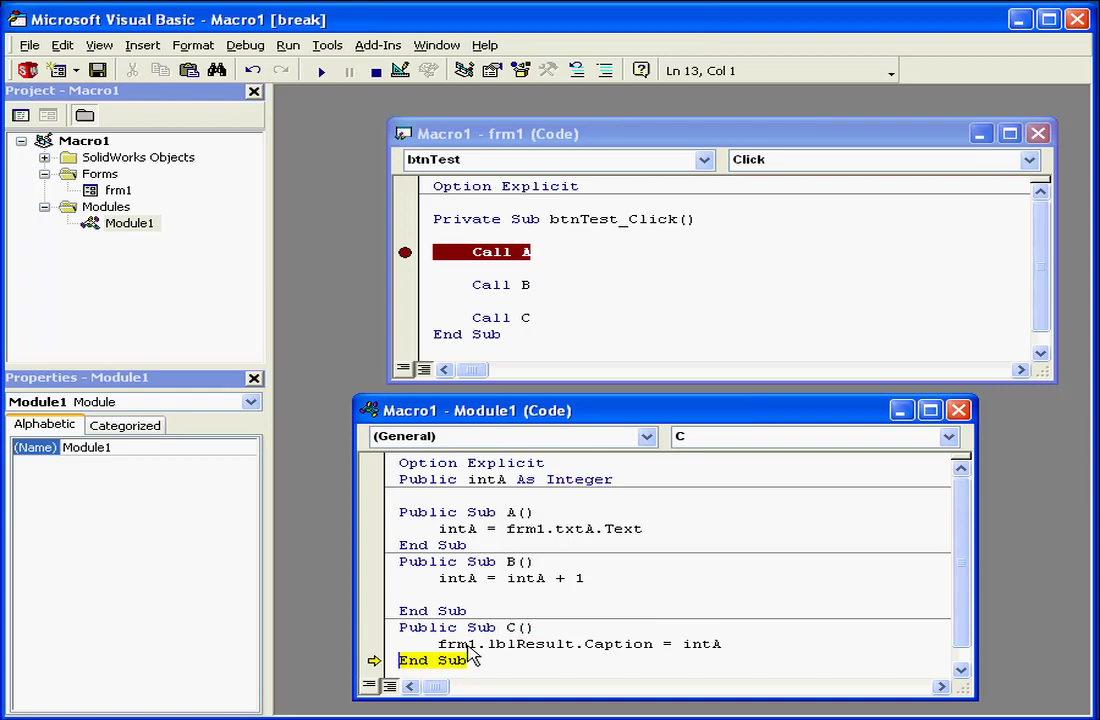 Microsoft Visual Basic - Macro1 [break]
File Edit View Insert Format Debug Run Tools Add-Ins Window Help
Ln 13, Col 1
Project - Macro1
Macro1
SolidWorks Objects
Forms
frm1
Modules
Module1
Properties - Module1
Module1 Module
Alphabetic Categorized
(Name) Module1
Macro1 - frm1 (Code)
btnTest Click
Option Explicit
Private Sub btnTest_Click()
Call A
Call B
Call C
End Sub
Macro1 - Module1 (Code)
(General) C
Option Explicit
Public intA As Integer
Public Sub A()
intA = frm1.txtA.Text
End Sub
Public Sub B()
intA = intA + 1
End Sub
Public Sub C()
frm1.lblResult.Caption = intA
End Sub